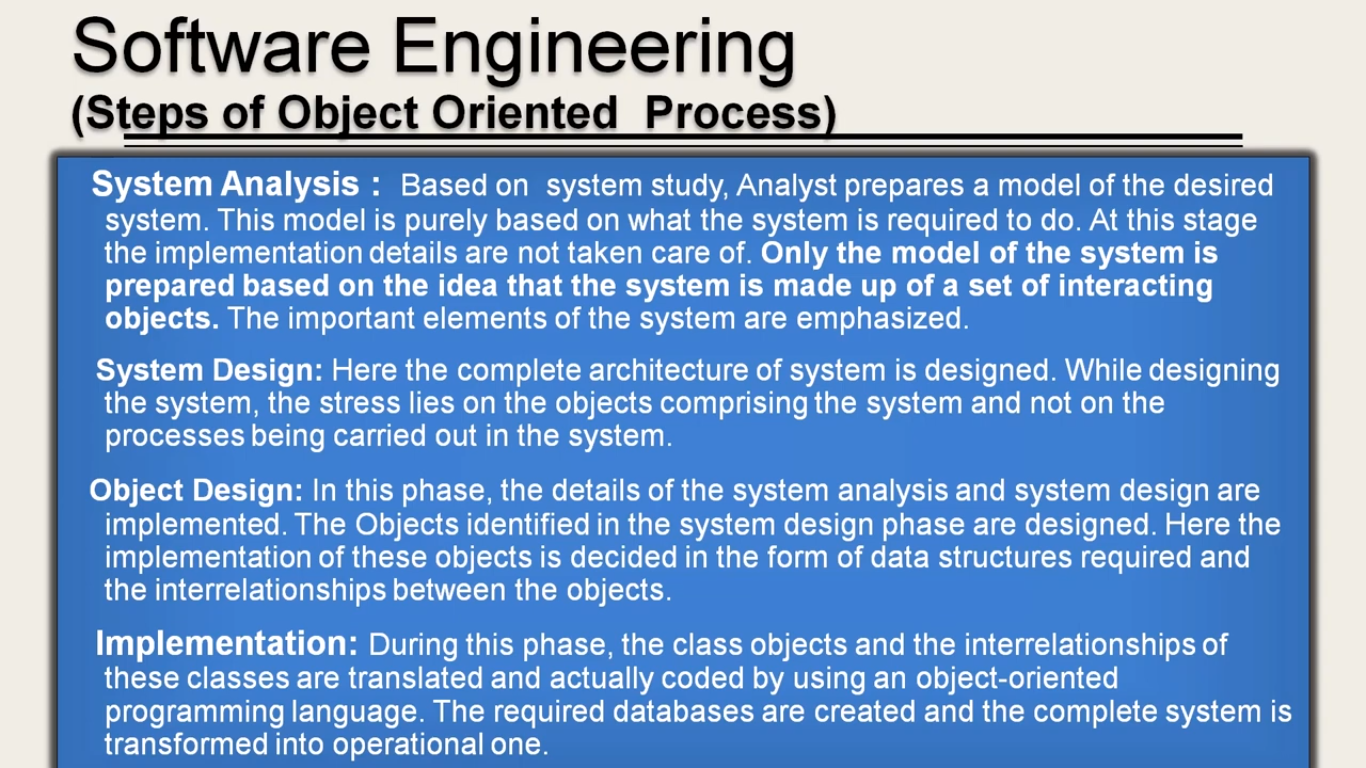 Software Engineering
(Steps of Object Oriented Process)
System Analysis : Based on system study, Analyst prepares a model of the desired
system. This model is purely based on what the system is required to do. At this stage
the implementation details are not taken care of. Only the model of the system is
prepared based on the idea that the system is made up of a set of interacting
objects. The important elements of the system are emphasized.
System Design: Here the complete architecture of system is designed. While designing
the system, the stress lies on the objects comprising the system and not on the
processes being carried out in the system.
Object Design: In this phase, the details of the system analysis and system design are
implemented. The Objects identified in the system design phase are designed. Here the
implementation of these objects is decided in the form of data structures required and
the interrelationships between the objects.
Implementation: During this phase, the class objects and the interrelationships of
these classes are translated and actually coded by using an object-oriented
programming language. The required databases are created and the complete system is
transformed into operational one.